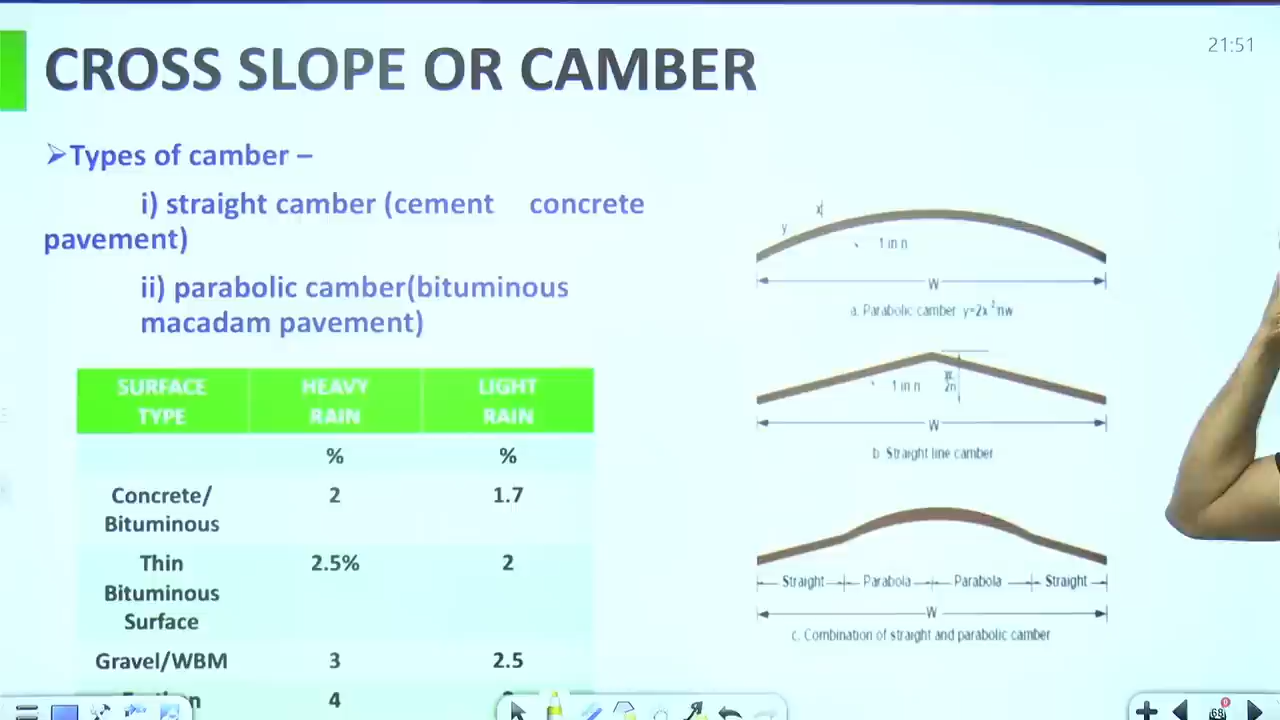 CROSS SLOPE OR CAMBER
21:51
➢Types of camber –
i) straight camber (cement concrete
pavement)
ii) parabolic camber(bituminous
macadam pavement)
SURFACE TYPE HEAVY RAIN LIGHT RAIN
% %
Concrete/ 2 1.7
Bituminous
Thin 2.5% 2
Bituminous
Surface
Gravel/WBM 3 2.5
4
x
y
1 in n
W
a. Parabolic camber y=2x²nw
1 in n
2n
W
b Straight line camber
Straight Parabola Parabola Straight
W
c. Combination of straight and parabolic camber
68